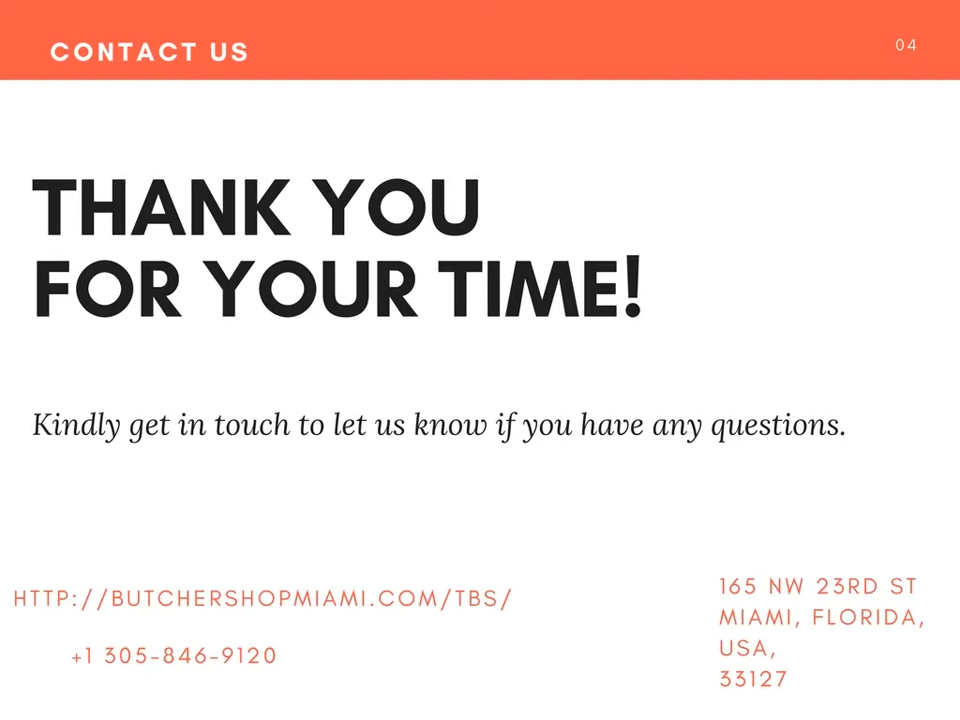 CONTACT US
04
THANK YOU
FOR YOUR TIME!
Kindly get in touch to let us know if you have any questions.
HTTP://BUTCHERSHOPMIAMI.COM/TBS/
+1 305-846-9120
165 NW 23RD ST
MIAMI, FLORIDA,
USA,
33127